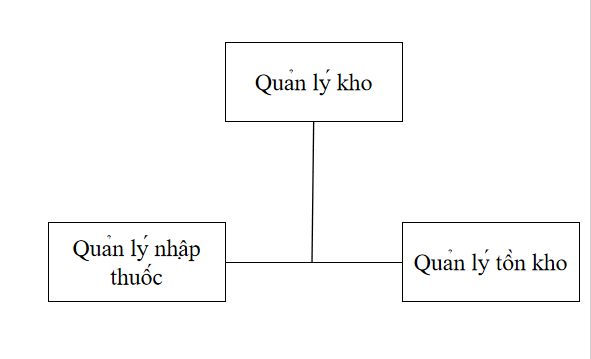 Quản lý kho
Quản lý nhập
thuốc
Quản lý tồn kho